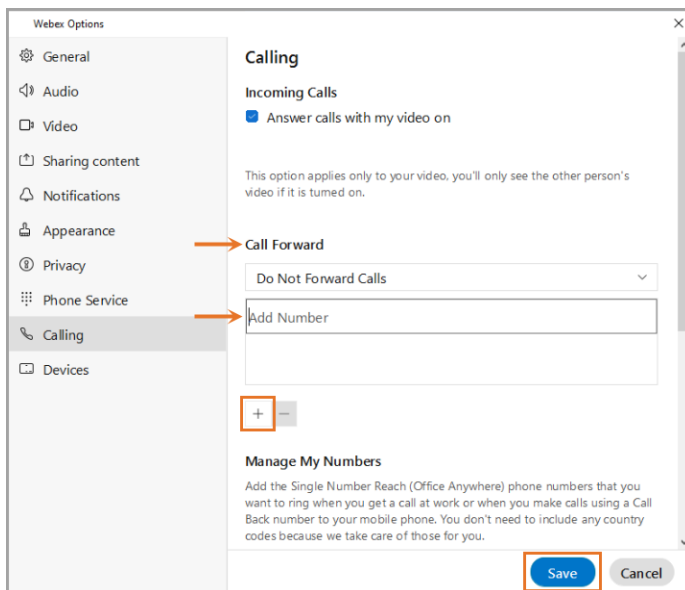 Webex Options
General
Audio
Video
Sharing content
Notifications
Appearance
Privacy
Phone Service
Calling
Devices
Calling
Incoming Calls
Answer calls with my video on
This option applies only to your video, you'll only see the other person's
video if it is turned on.
Call Forward
Do Not Forward Calls
Add Number
Manage My Numbers
Add the Single Number Reach (Office Anywhere) phone numbers that you
want to ring when you get a call at work or when you make calls using a Call
Back number to your mobile phone. You don't need to include any country
codes because we take care of those for you.
Save
Cancel